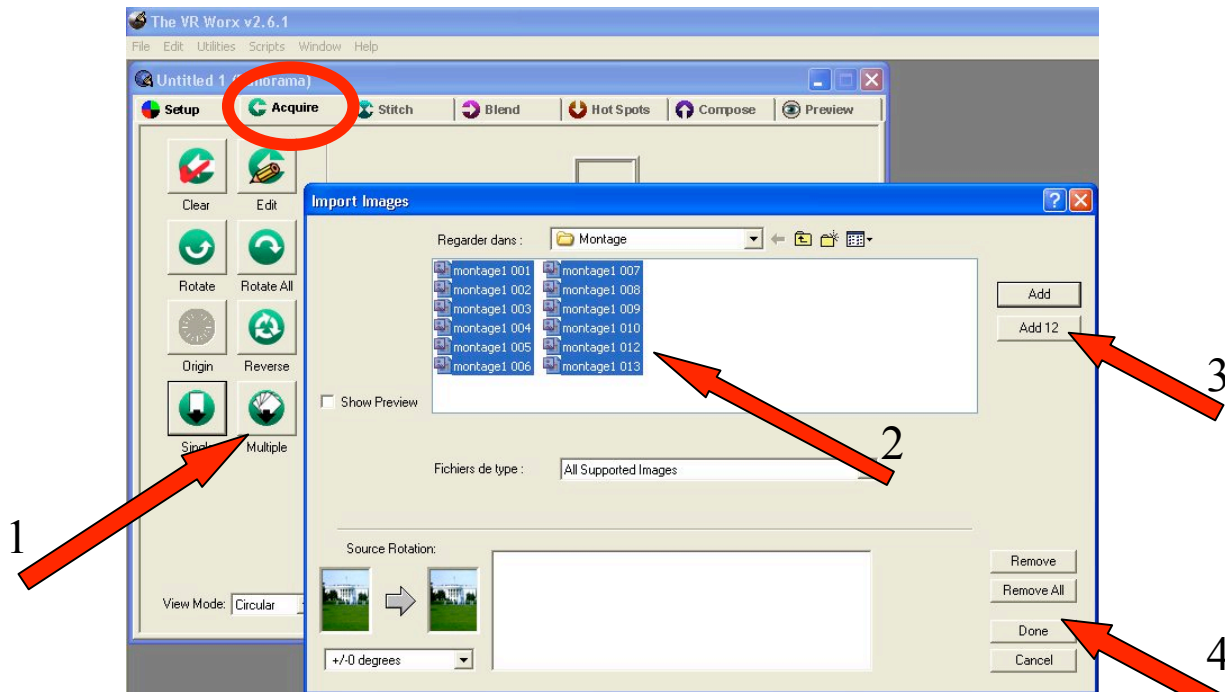 The VR Worx v2.6.1
File Edit Utilities Scripts Window Help
Untitled 1 (Panorama)
Setup Acquire Stitch Blend Hot Spots Compose Preview
Clear Edit
Import Images
Regarder dans : Montage
montage1 001 montage1 007
montage1 002 montage1 008
montage1 003 montage1 009
montage1 004 montage1 010
montage1 005 montage1 012
montage1 006 montage1 013
Rotate Rotate All
Add
Add 12
Origin Reverse
3
Show Preview
Single Multiple
2
Fichiers de type : All Supported Images
1
Source Rotation:
Remove
Remove All
View Mode: Circular
Done
+/-0 degrees
Cancel
4